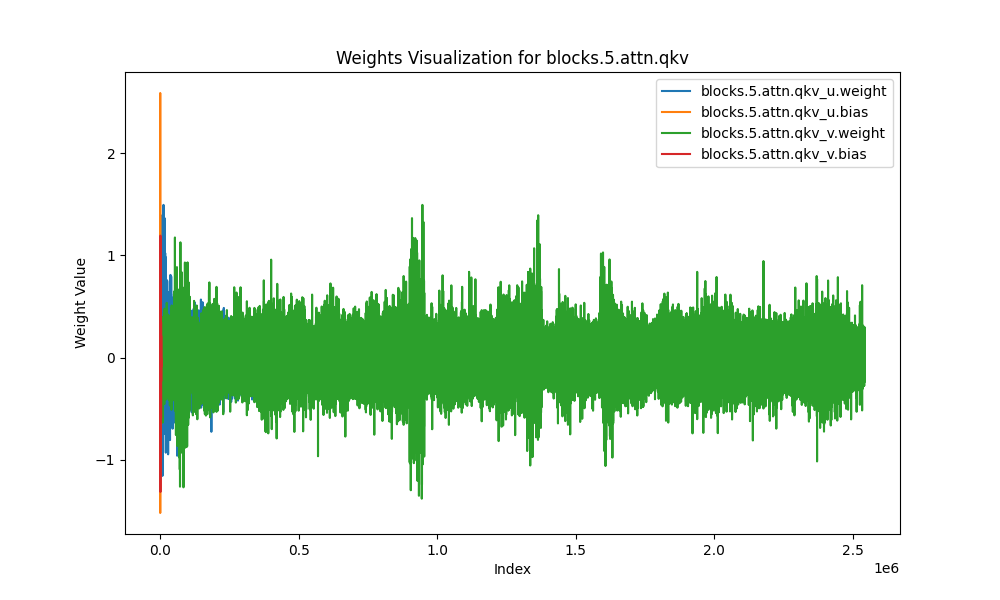 Weights Visualization for blocks.5.attn.qkv
blocks.5.attn.qkv_u.weight
blocks.5.attn.qkv_u.bias
blocks.5.attn.qkv_v.weight
blocks.5.attn.qkv_v.bias
Weight Value
2
1
0
−1
0.0 0.5 1.0 1.5 2.0 2.5
1e6
Index